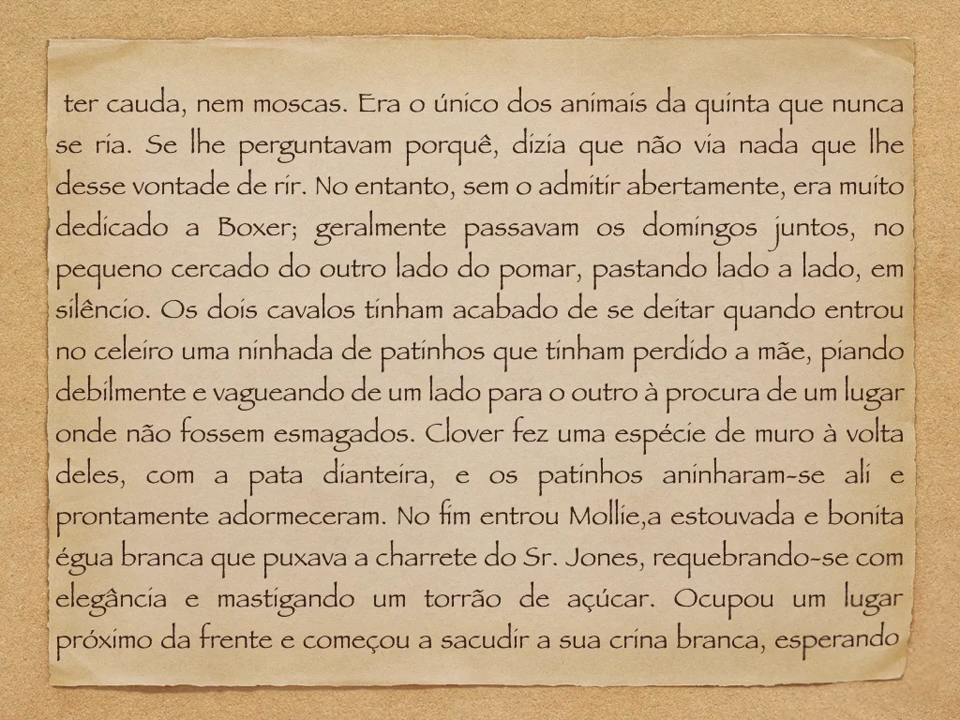 ter cauda, nem moscas. Era o único dos animais da quinta que nunca
se ria. Se lhe perguntavam porquê, dizia que não via nada que lhe
desse vontade de rir. No entanto, sem o admitir abertamente, era muito
dedicado a Boxer; geralmente passavam os domingos juntos, no
pequeno cercado do outro lado do pomar, pastando lado a lado, em
silêncio. Os dois cavalos tinham acabado de se deitar quando entrou
no celeiro uma ninhada de patinhos que tinham perdido a mãe, piando
debilmente e vagueando de um lado para o outro à procura de um lugar
onde não fossem esmagados. Clover fez uma espécie de muro à volta
deles, com a pata dianteira, e os patinhos aninharam-se ali e
prontamente adormeceram. No fim entrou Mollie,a estouvada e bonita
égua branca que puxava a charrete do Sr. Jones, requebrando-se com
elegância e mastigando um torrão de açúcar. Ocupou um lugar
próximo da frente e começou a sacudir a sua crina branca, esperando